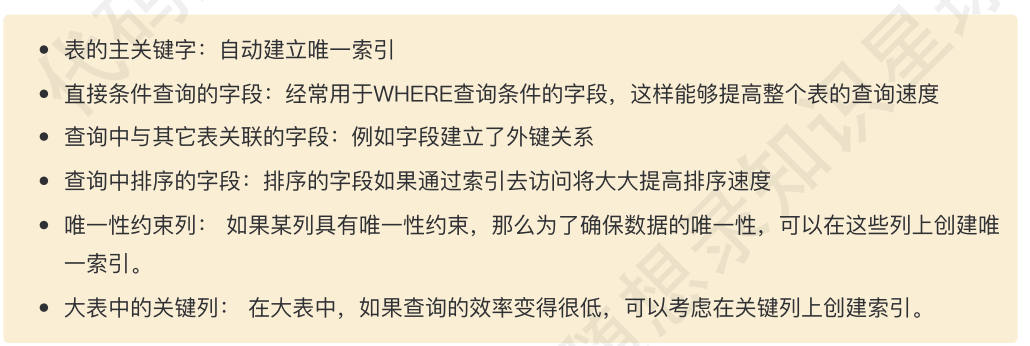 表的主关键字：自动建立唯一索引
直接条件查询的字段：经常用于WHERE查询条件的字段，这样能够提高整个表的查询速度
查询中与其它表关联的字段：例如字段建立了外键关系
查询中排序的字段：排序的字段如果通过索引去访问将大大提高排序速度
唯一性约束列： 如果某列具有唯一性约束，那么为了确保数据的唯一性，可以在这些列上创建唯
一索引。
大表中的关键列： 在大表中，如果查询的效率变得很低，可以考虑在关键列上创建索引。
代码
随想录知识星球